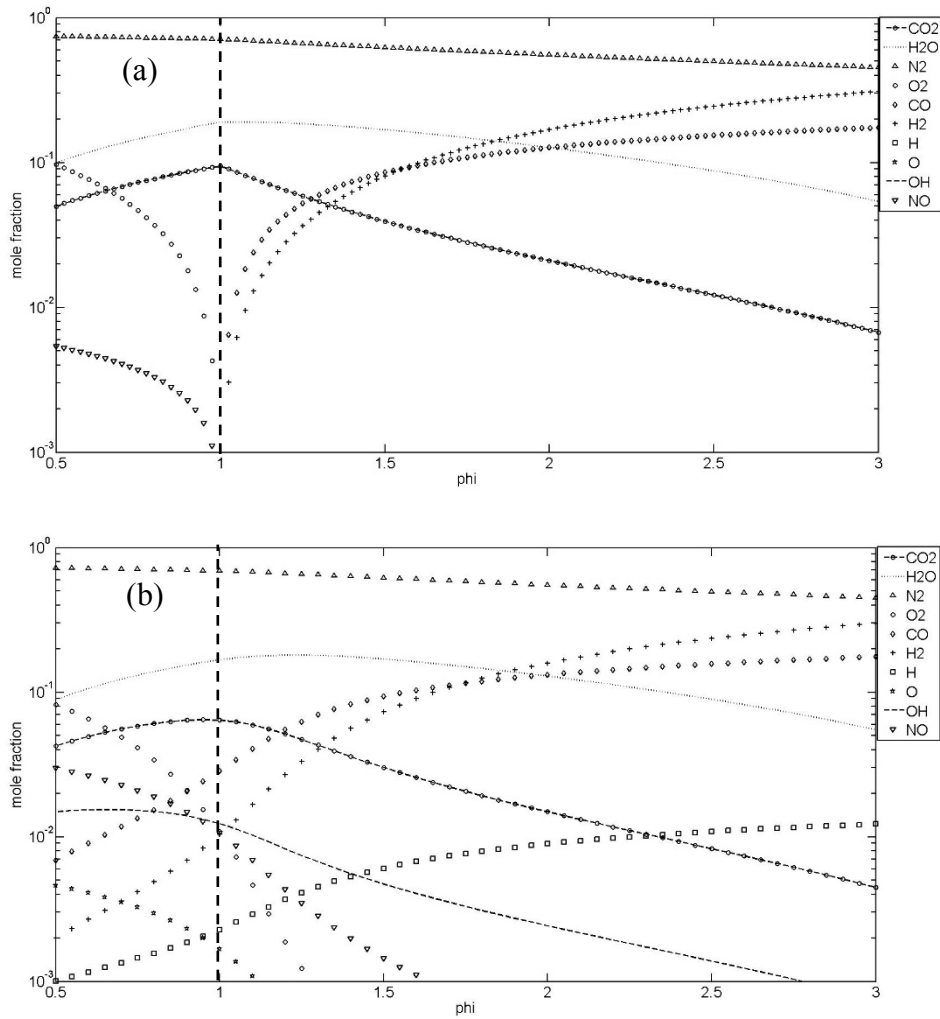 10^0
(a)
10^-1
10^-2
10^-3
mole fraction
0.5
1
1.5
2
2.5
3
phi
CO2
H2O
N2
O2
CO
H2
H
O
OH
NO
10^0
(b)
10^-1
10^-2
10^-3
mole fraction
0.5
1
1.5
2
2.5
3
phi
CO2
H2O
N2
O2
CO
H2
H
O
OH
NO